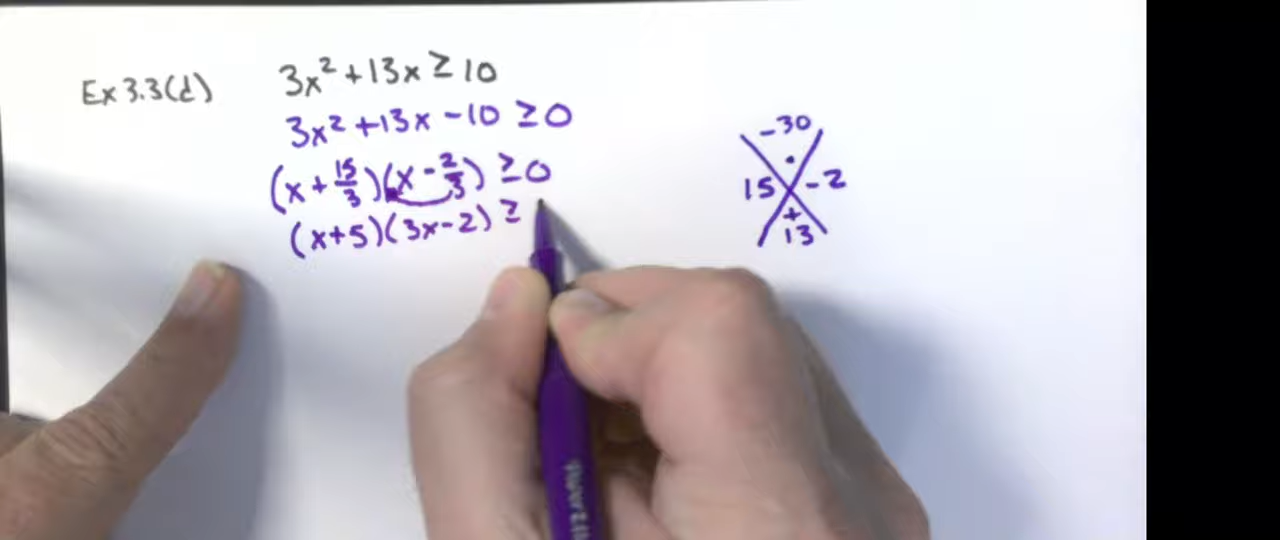 Ex 3.3(d) 3x² + 13x ≥ 10
3x² + 13x - 10 ≥ 0
(x + 15/3)(x - 2/3) ≥ 0
(x+5)(3x-2) ≥
-30
·
15 -2
+
13